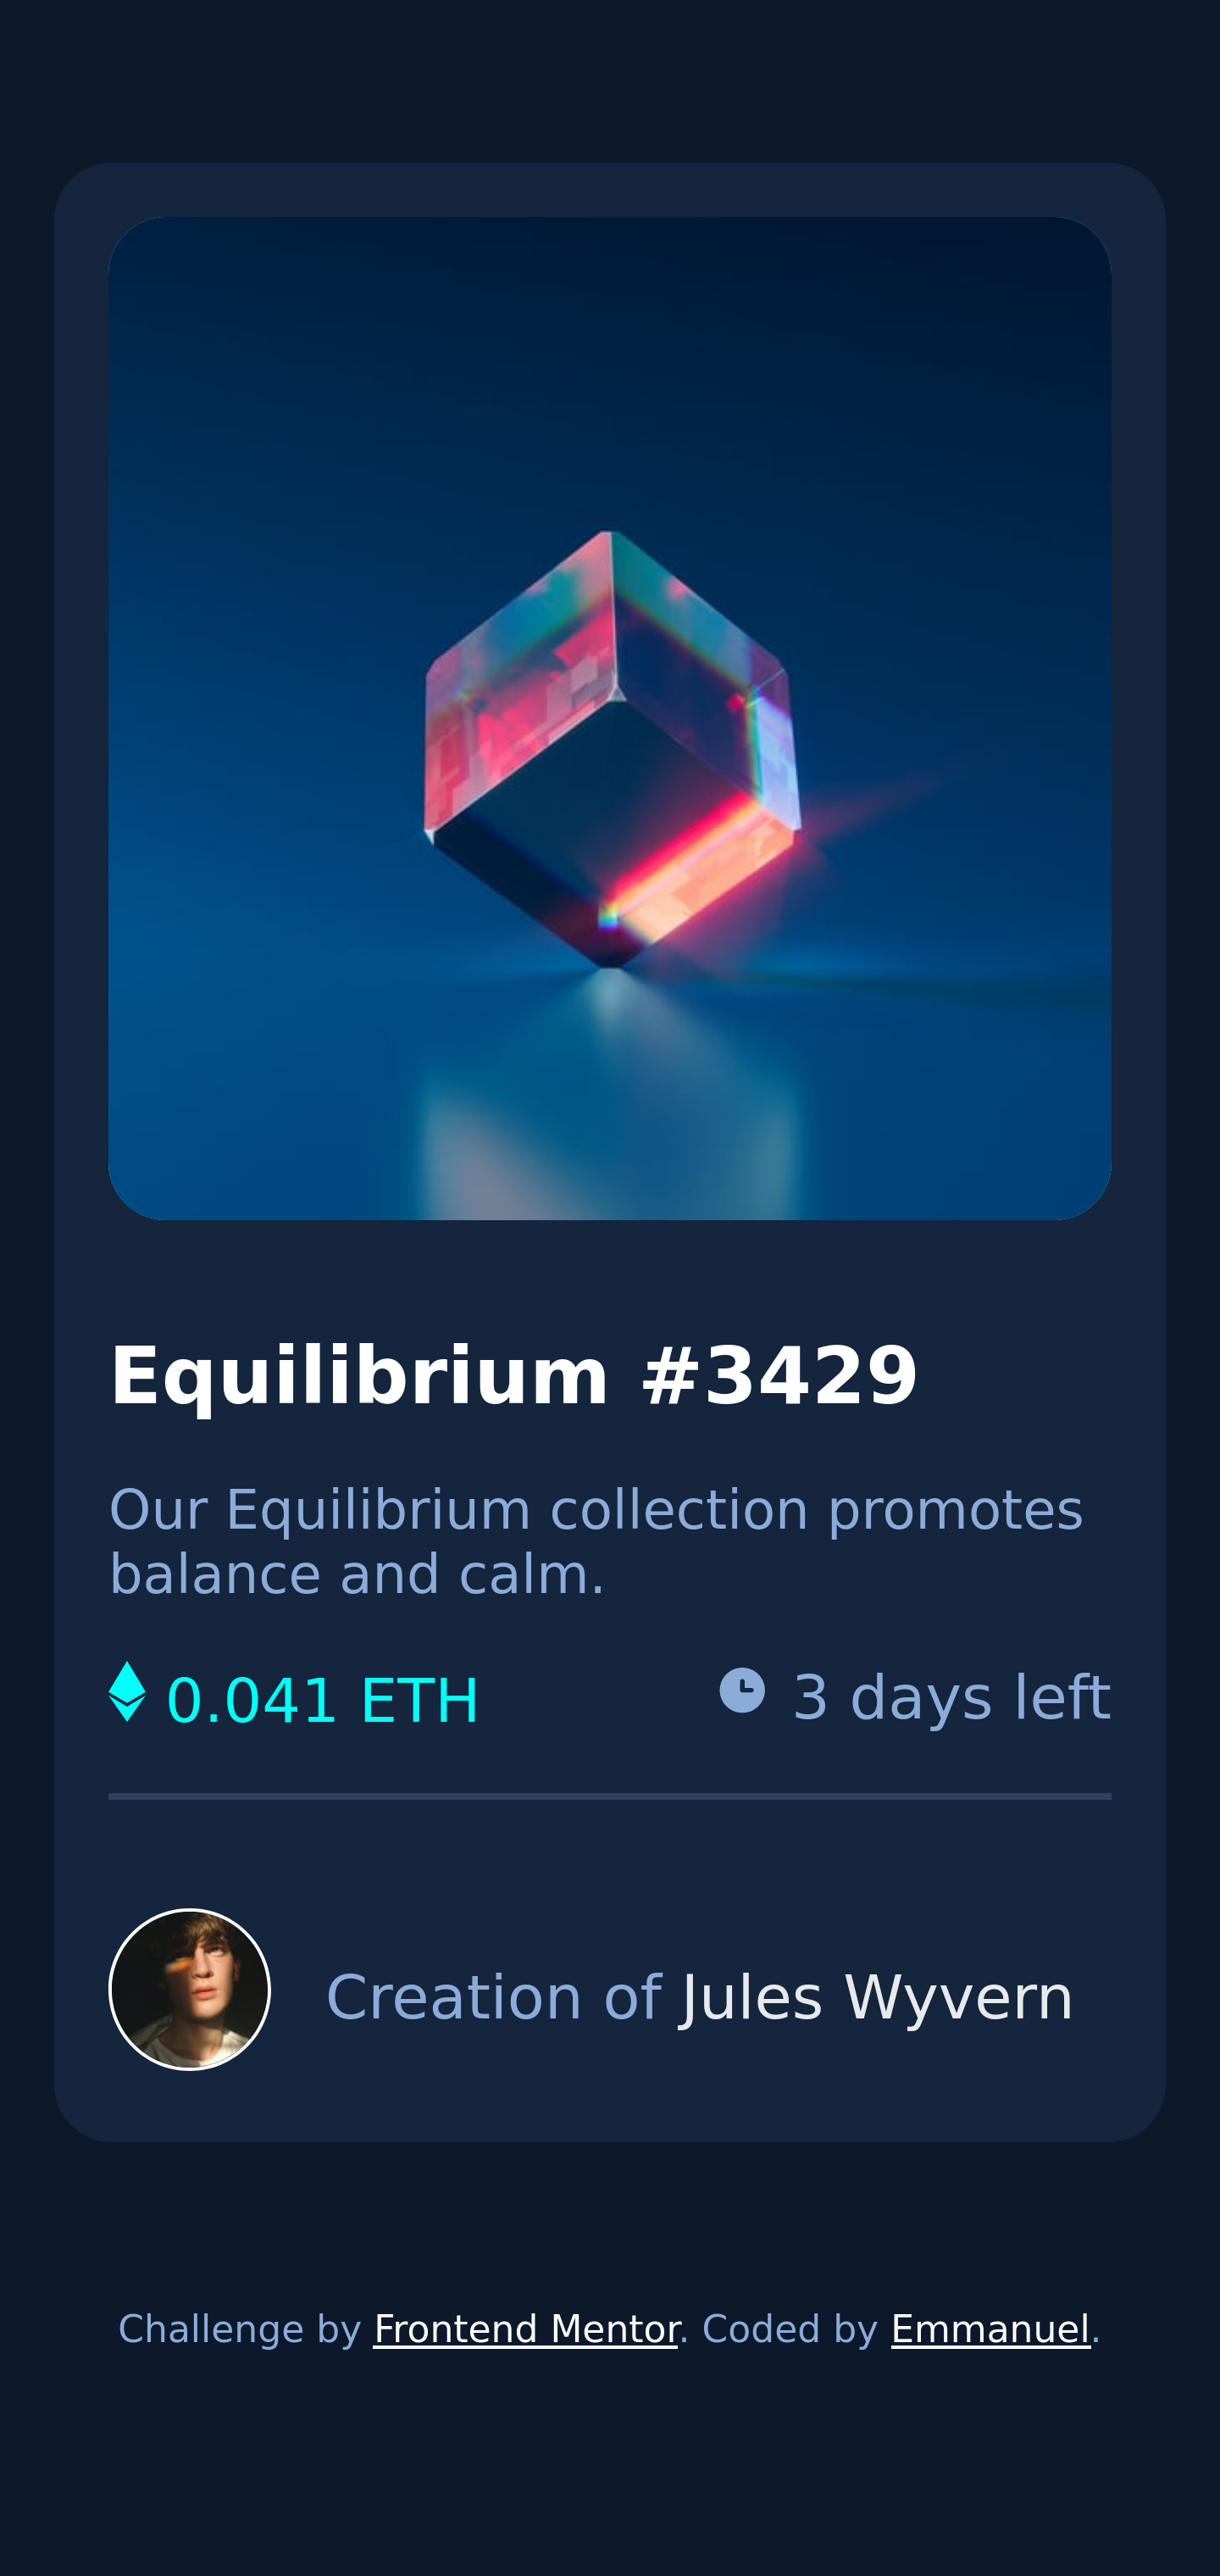 Equilibrium #3429
Our Equilibrium collection promotes
balance and calm.
0.041 ETH
3 days left
Creation of Jules Wyvern
Challenge by Frontend Mentor. Coded by Emmanuel.